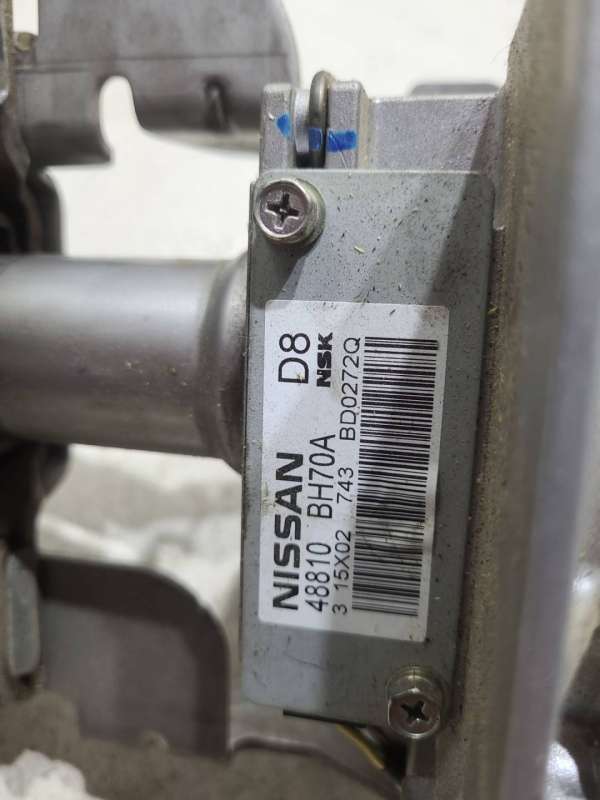 NISSAN D8
48810 BH70A NSK
3 15X02 743 BD0272Q